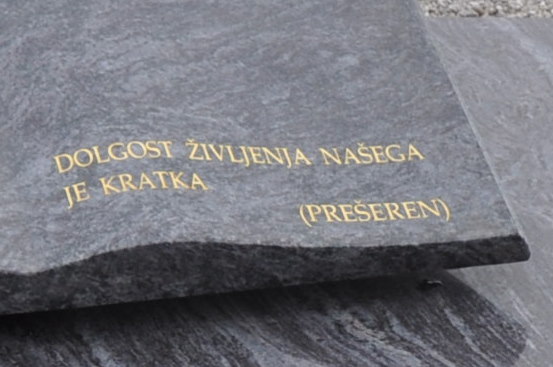 DOLGOST ŽIVLJENJA NAŠEGA
JE KRATKA
(PREŠEREN)